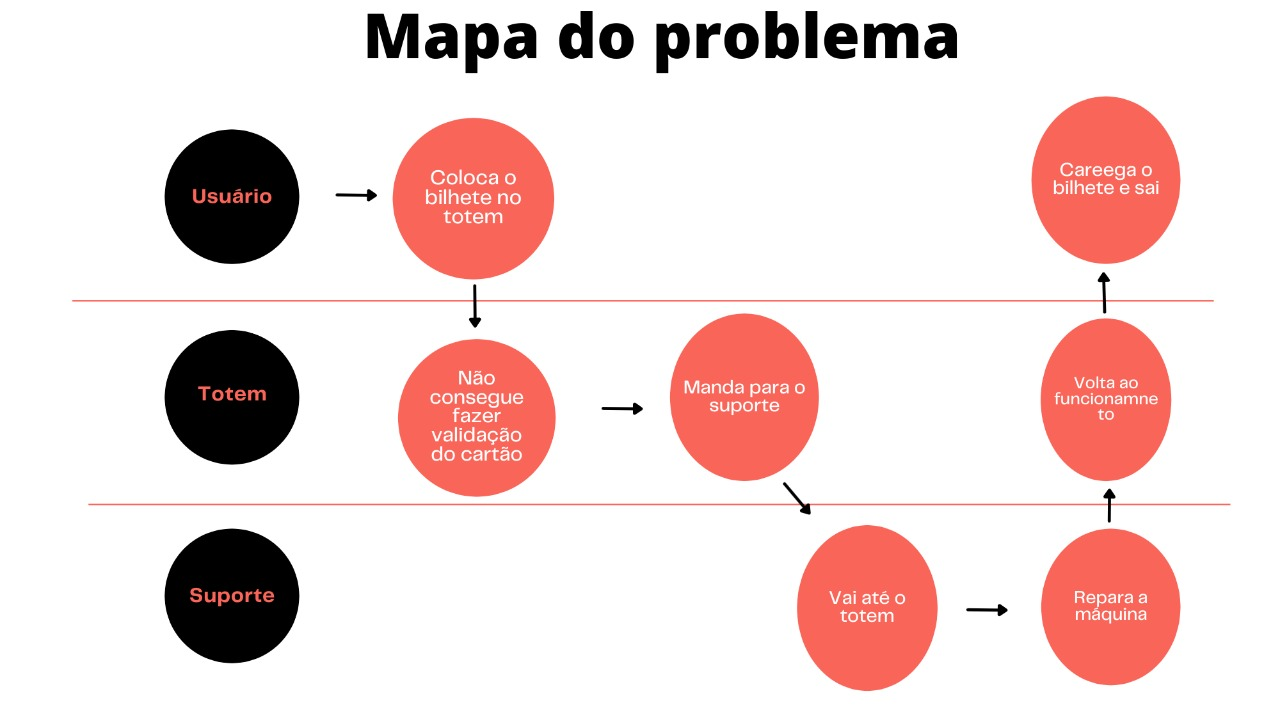 Mapa do problema
Usuário
Coloca o
bilhete no
totem
Careega o
bilhete e sai
Totem
Não
consegue
fazer
validação
do cartão
Manda para o
suporte
Volta ao
funcionamne
to
Suporte
Vai até o
totem
Repara a
máquina